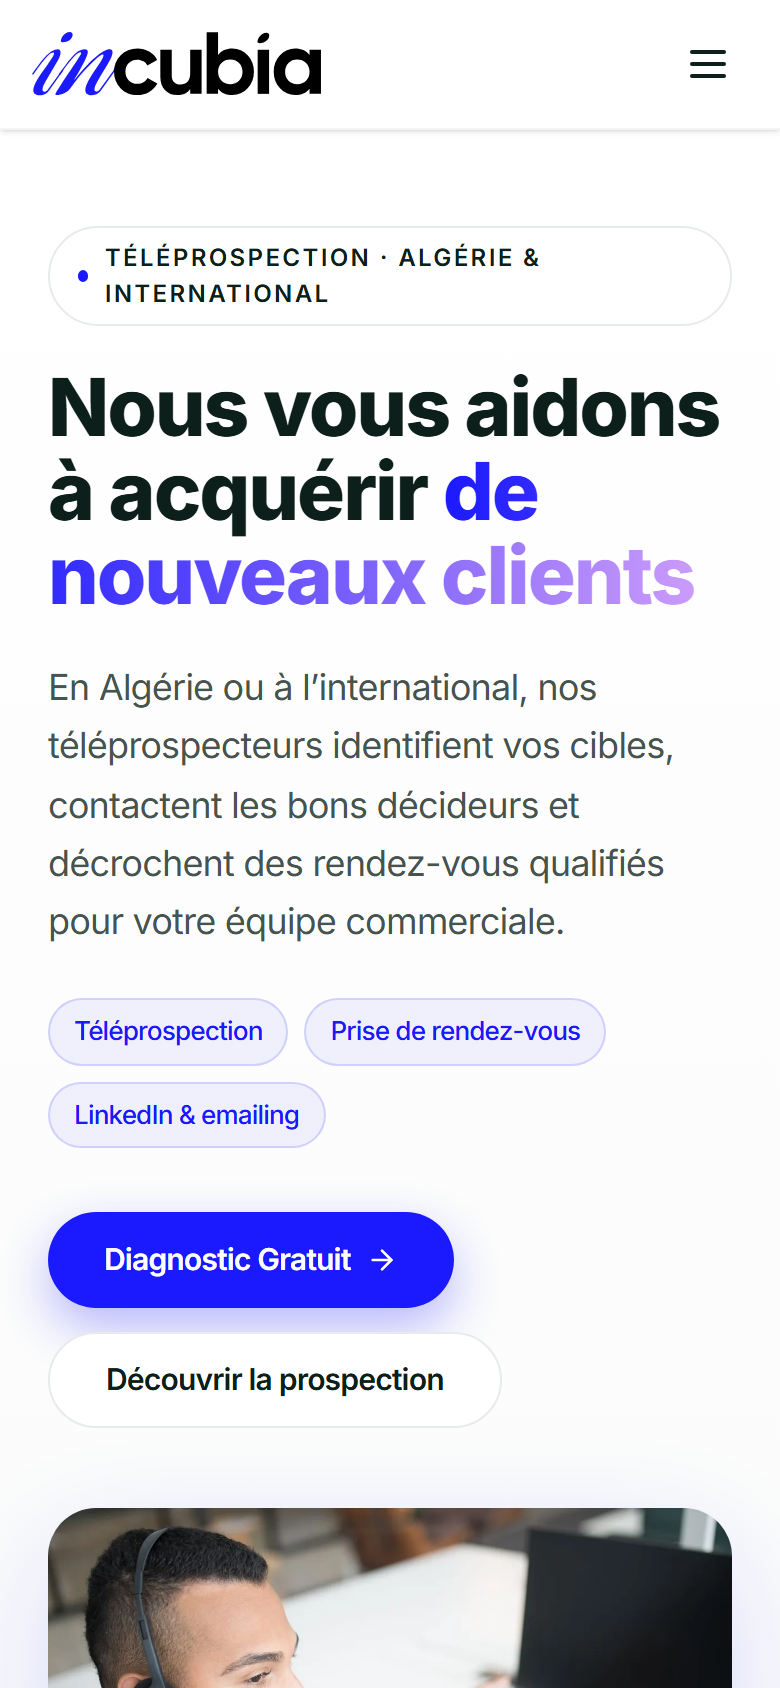 incubia
TÉLÉPROSPECTION · ALGÉRIE &
INTERNATIONAL
Nous vous aidons
à acquérir de
nouveaux clients
En Algérie ou à l’international, nos
téléprospecteurs identifient vos cibles,
contactent les bons décideurs et
décrochent des rendez-vous qualifiés
pour votre équipe commerciale.
Téléprospection
Prise de rendez-vous
LinkedIn & emailing
Diagnostic Gratuit →
Découvrir la prospection